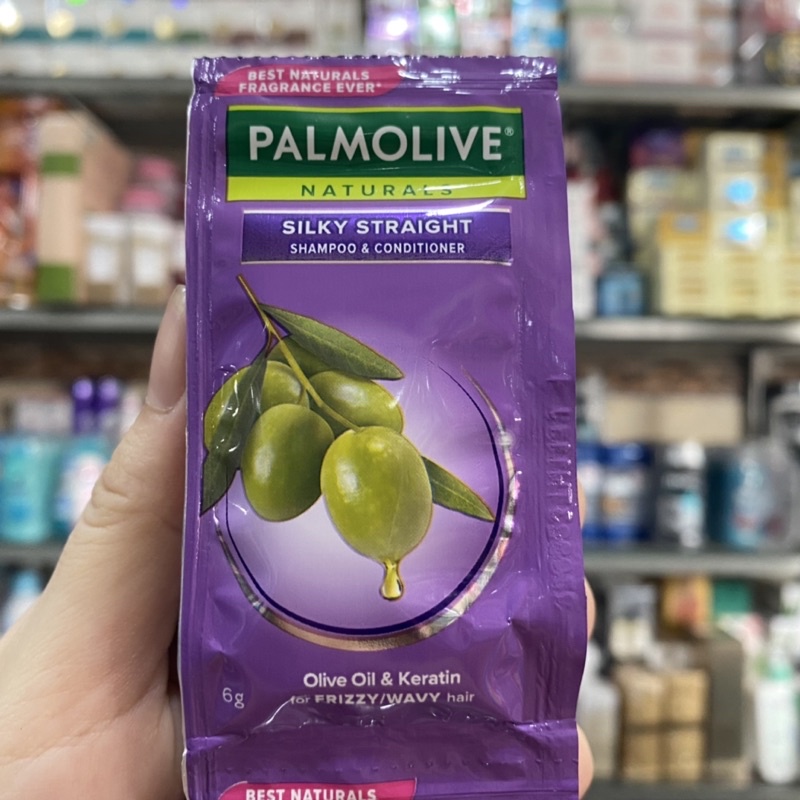 BEST NATURALS
FRAGRANCE EVER*
PALMOLIVE®
NATURALS
SILKY STRAIGHT
SHAMPOO & CONDITIONER
Olive Oil & Keratin
for FRIZZY/WAVY hair
6g
BEST NATURALS